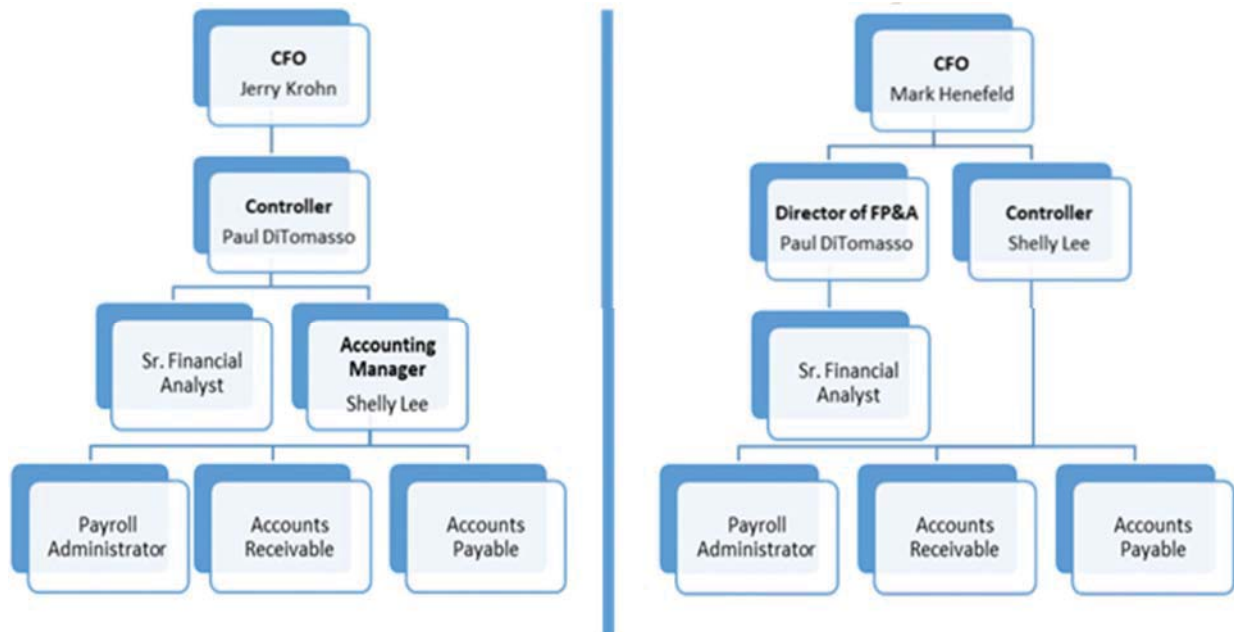 CFO
Jerry Krohn
Controller
Paul DiTomasso
Sr. Financial
Analyst
Accounting
Manager
Shelly Lee
Payroll
Administrator
Accounts
Receivable
Accounts
Payable
CFO
Mark Henefeld
Director of FP&A
Paul DiTomasso
Controller
Shelly Lee
Sr. Financial
Analyst
Payroll
Administrator
Accounts
Receivable
Accounts
Payable